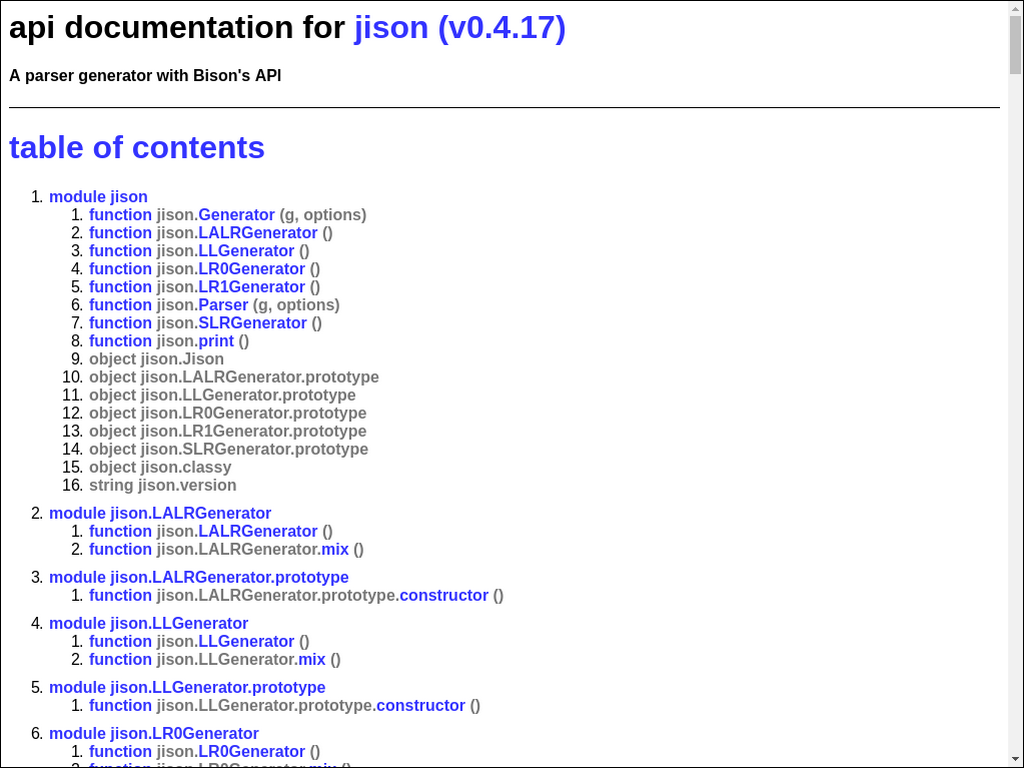 api documentation for jison (v0.4.17)
A parser generator with Bison's API
table of contents
1. module jison
1. function jison.Generator (g, options)
2. function jison.LALRGenerator ()
3. function jison.LLGenerator ()
4. function jison.LR0Generator ()
5. function jison.LR1Generator ()
6. function jison.Parser (g, options)
7. function jison.SLRGenerator ()
8. function jison.print ()
9. object jison.Jison
10. object jison.LALRGenerator.prototype
11. object jison.LLGenerator.prototype
12. object jison.LR0Generator.prototype
13. object jison.LR1Generator.prototype
14. object jison.SLRGenerator.prototype
15. object jison.classy
16. string jison.version
2. module jison.LALRGenerator
1. function jison.LALRGenerator ()
2. function jison.LALRGenerator.mix ()
3. module jison.LALRGenerator.prototype
1. function jison.LALRGenerator.prototype.constructor ()
4. module jison.LLGenerator
1. function jison.LLGenerator ()
2. function jison.LLGenerator.mix ()
5. module jison.LLGenerator.prototype
1. function jison.LLGenerator.prototype.constructor ()
6. module jison.LR0Generator
1. function jison.LR0Generator ()
2. function jison.LR0Generator.mix ()